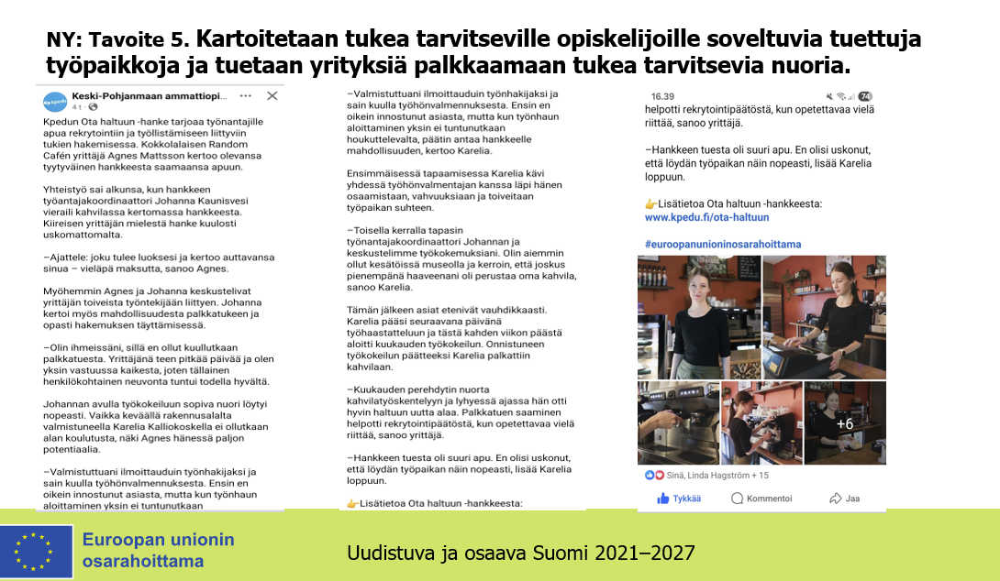 NY: Tavoite 5. Kartoitetaan tukea tarvitseville opiskelijoille soveltuvia tuettuja
työpaikkoja ja tuetaan yrityksiä palkkaamaan tukea tarvitsevia nuoria.
kpedu
Keski-Pohjanmaan ammattiopi...
4 t
Kpedun Ota haltuun -hanke tarjoaa työnantajille
apua rekrytointiin ja työllistämiseen liittyviin
tukien hakemisessa. Kokkolalaisen Random
Cafén yrittäjä Agnes Mattsson kertoo olevansa
tyytyväinen hankkeesta saamaansa apuun.
Yhteistyö sai alkunsa, kun hankkeen
työantajakoordinaattori Johanna Kaunisvesi
vieraili kahvilassa kertomassa hankkeesta.
Kiireisen yrittäjän mielestä hanke kuulosti
uskomattomalta.
–Ajattele: joku tulee luoksesi ja kertoo auttavansa
sinua – vieläpä maksutta, sanoo Agnes.
Myöhemmin Agnes ja Johanna keskustelivat
yrittäjän toiveista työntekijään liittyen. Johanna
kertoi myös mahdollisuudesta palkkatukeen ja
opasti hakemuksen täyttämisessä.
–Olin ihmeissäni, sillä en ollut kuullutkaan
palkkatuesta. Yrittäjänä teen pitkää päivää ja olen
yksin vastuussa kaikesta, joten tällainen
henkilökohtainen neuvonta tuntui todella hyvältä.
Johannan avulla työkokeiluun sopiva nuori löytyi
nopeasti. Vaikka keväällä rakennusalalta
valmistuneella Karelia Kalliokoskella ei ollutkaan
alan koulutusta, näki Agnes hänessä paljon
potentiaalia.
–Valmistuttuani ilmoittauduin työnhakijaksi ja
sain kuulla työhönvalmennuksesta. Ensin en
oikein innostunut asiasta, mutta kun työnhaun
aloittaminen yksin ei tuntunutkaan
–Valmistuttuani ilmoittauduin työnhakijaksi ja
sain kuulla työhönvalmennuksesta. Ensin en
oikein innostunut asiasta, mutta kun työnhaun
aloittaminen yksin ei tuntunutkaan
houkuttelevalta, päätin antaa hankkeelle
mahdollisuuden, kertoo Karelia.
Ensimmäisessä tapaamisessa Karelia kävi
yhdessä työhönvalmentajan kanssa läpi hänen
osaamistaan, vahvuuksiaan ja toiveitaan
työpaikan suhteen.
–Toisella kerralla tapasin
työnantajakoordinaattori Johannan ja
keskustelimme työkokemuksiani. Olin aiemmin
ollut kesätöissä museolla ja kerroin, että joskus
pienempänä haaveenani oli perustaa oma kahvila,
sanoo Karelia.
Tämän jälkeen asiat etenivät vauhdikkaasti.
Karelia pääsi seuraavana päivänä
työhaastatteluun ja tästä kahden viikon päästä
aloitti kuukauden työkokeilun. Onnistuneen
työkokeilun päätteeksi Karelia palkattiin
kahvilaan.
–Kuukauden perehdytin nuorta
kahvilatyöskentelyyn ja lyhyessä ajassa hän otti
hyvin haltuun uutta alaa. Palkkatuen saaminen
helpotti rekrytointipäätöstä, kun opetettavaa vielä
riittää, sanoo yrittäjä.
–Hankkeen tuesta oli suuri apu. En olisi uskonut,
että löydän työpaikan näin nopeasti, lisää Karelia
loppuun.
👉Lisätietoa Ota haltuun -hankkeesta:
16.39
74
helpotti rekrytointipäätöstä, kun opetettavaa vielä
riittää, sanoo yrittäjä.
–Hankkeen tuesta oli suuri apu. En olisi uskonut,
että löydän työpaikan näin nopeasti, lisää Karelia
loppuun.
👉Lisätietoa Ota haltuun -hankkeesta:
www.kpedu.fi/ota-haltuun
#euroopanunioninosarahoittama
+6
Sinä, Linda Hagström + 15
Tykkää
Kommentoi
Jaa
Euroopan unionin
osarahoittama
Uudistuva ja osaava Suomi 2021–2027